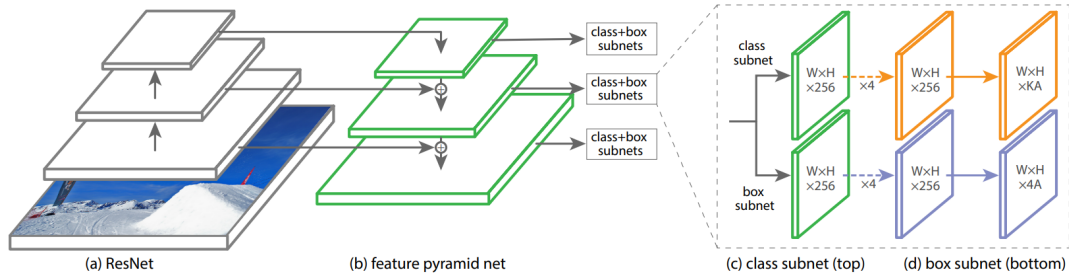 class+box
subnets
class+box
subnets
class+box
subnets
class
subnet
W×H
×256
×4
W×H
×256
W×H
×KA
W×H
×256
×4
W×H
×256
W×H
×4A
box
subnet
(a) ResNet
(b) feature pyramid net
(c) class subnet (top)
(d) box subnet (bottom)